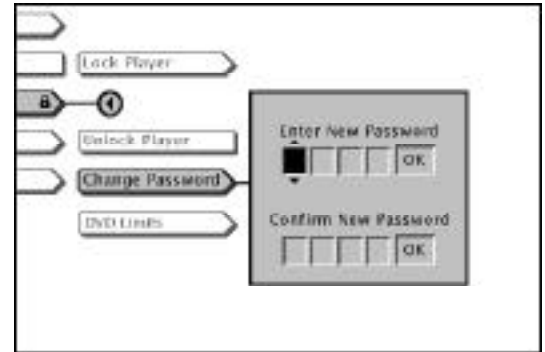 Lock Player
Unlock Player
Change Password
DVD Limits
Enter New Password
OK
Confirm New Password
OK